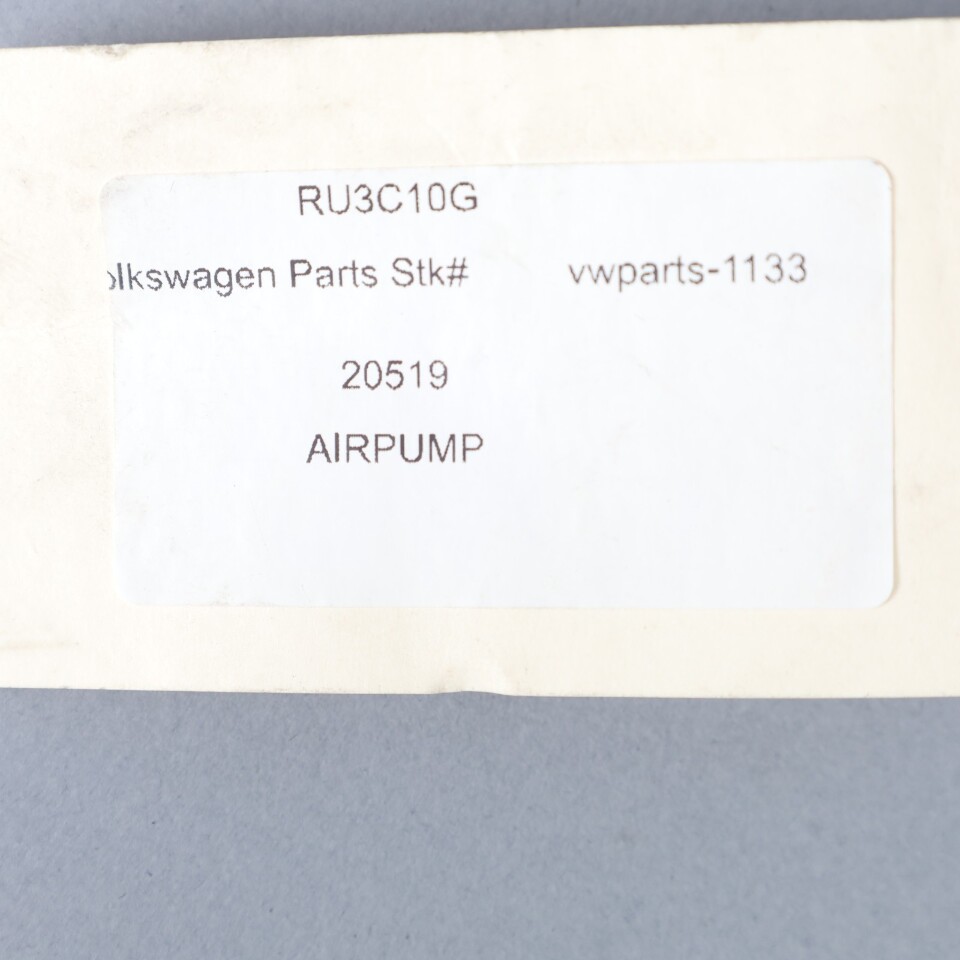 RU3C10G
olkswagen Parts Stk# vwparts-1133
20519
AIRPUMP